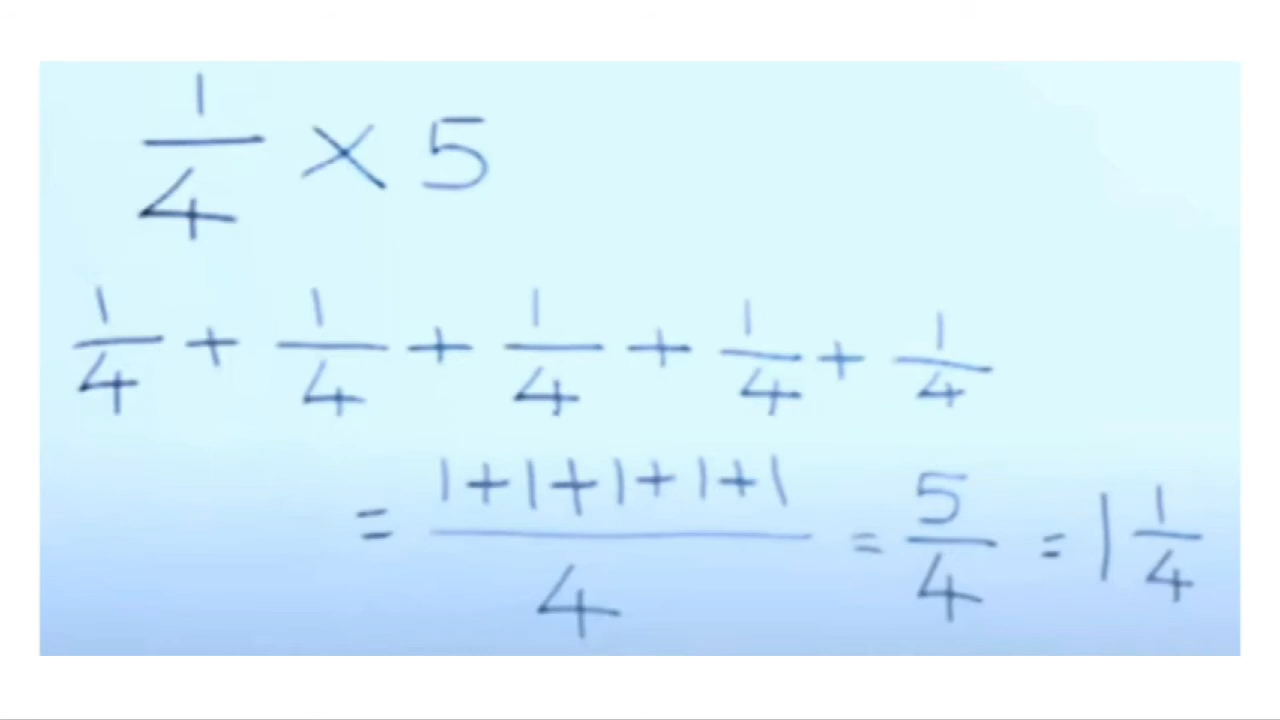 1/4 × 5
1/4 + 1/4 + 1/4 + 1/4 + 1/4
= (1+1+1+1+1)/4 = 5/4 = 1 1/4